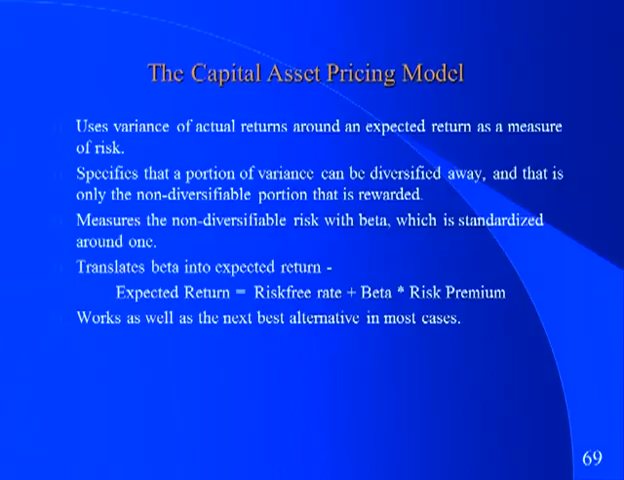 The Capital Asset Pricing Model
Uses variance of actual returns around an expected return as a measure
of risk.
Specifies that a portion of variance can be diversified away, and that is
only the non-diversifiable portion that is rewarded.
Measures the non-diversifiable risk with beta, which is standardized
around one.
Translates beta into expected return -
Expected Return = Riskfree rate + Beta * Risk Premium
Works as well as the next best alternative in most cases.
69